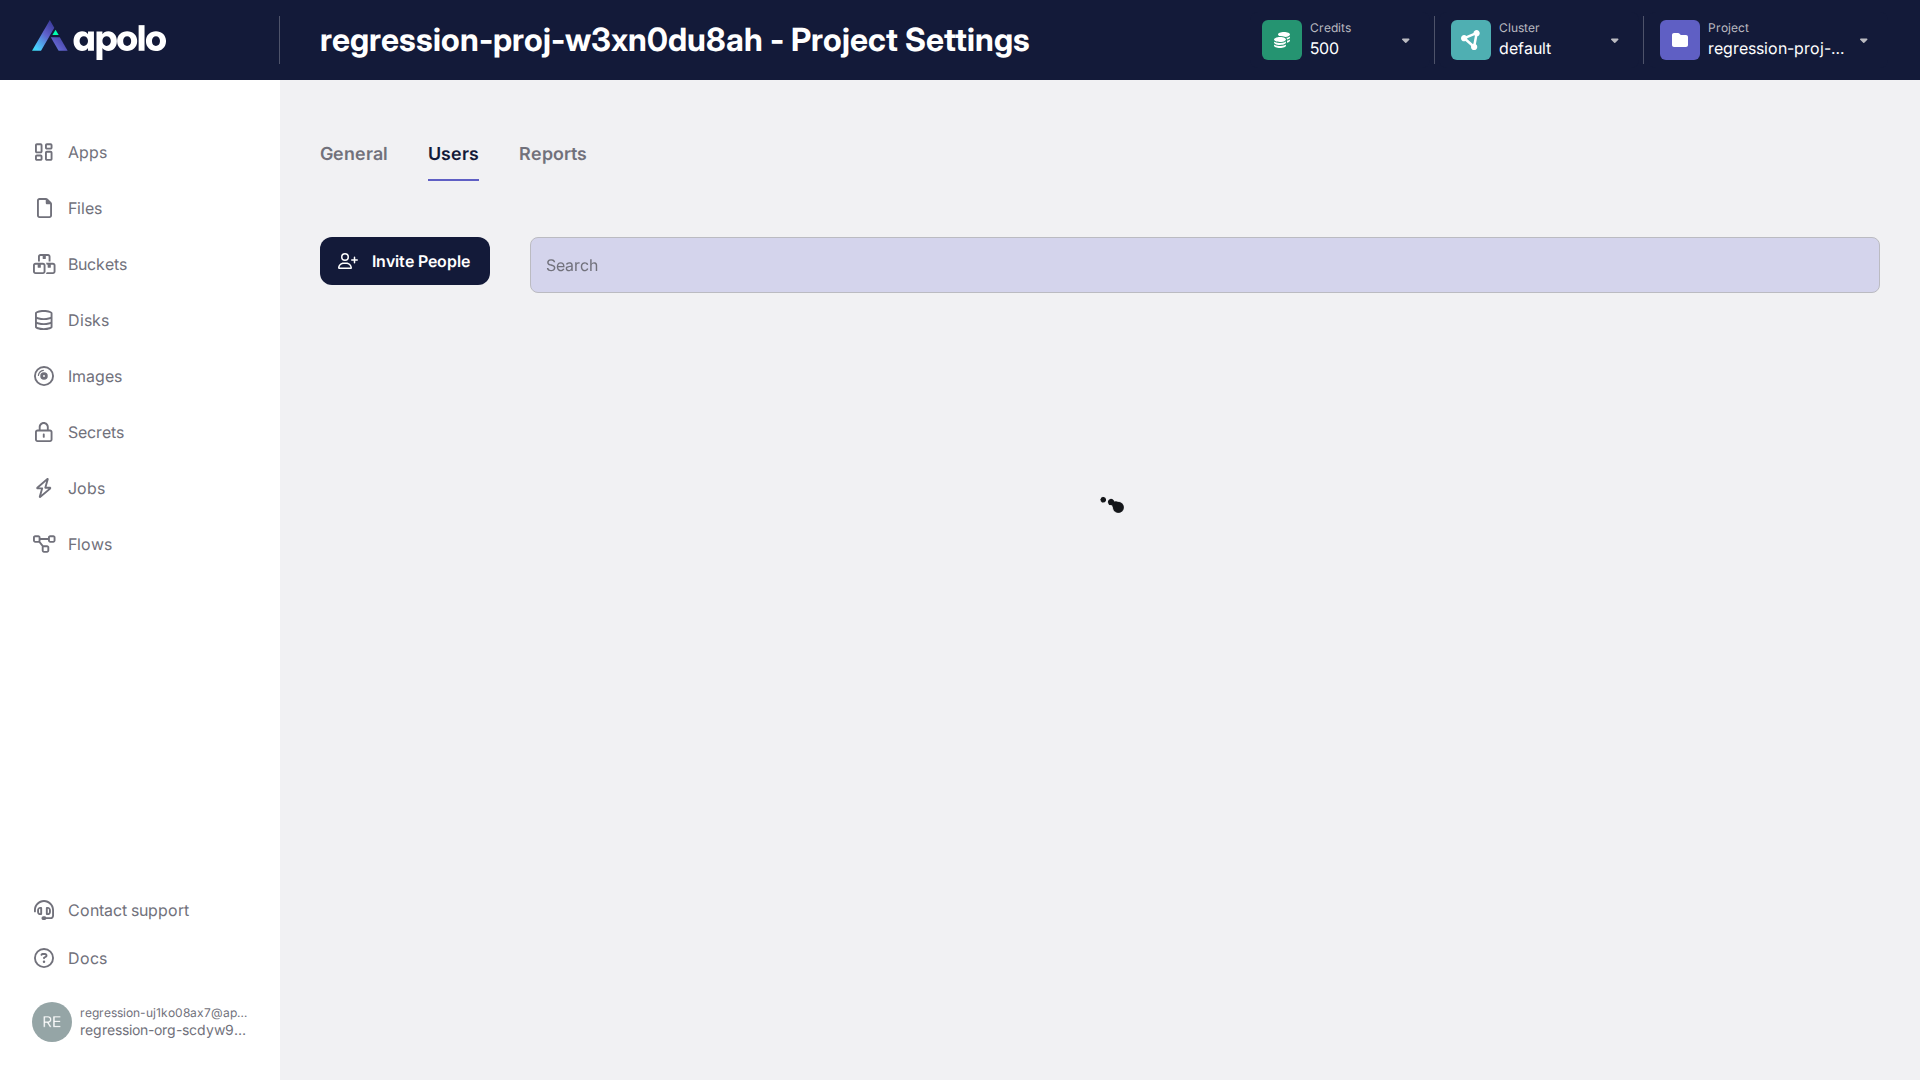 apolo
regression-proj-w3xn0du8ah - Project Settings
Credits
500
Cluster
default
Project
regression-proj-...
Apps
Files
Buckets
Disks
Images
Secrets
Jobs
Flows
General
Users
Reports
Invite People
Search
Contact support
Docs
RE
regression-uj1ko08ax7@ap...
regression-org-scdyw9...